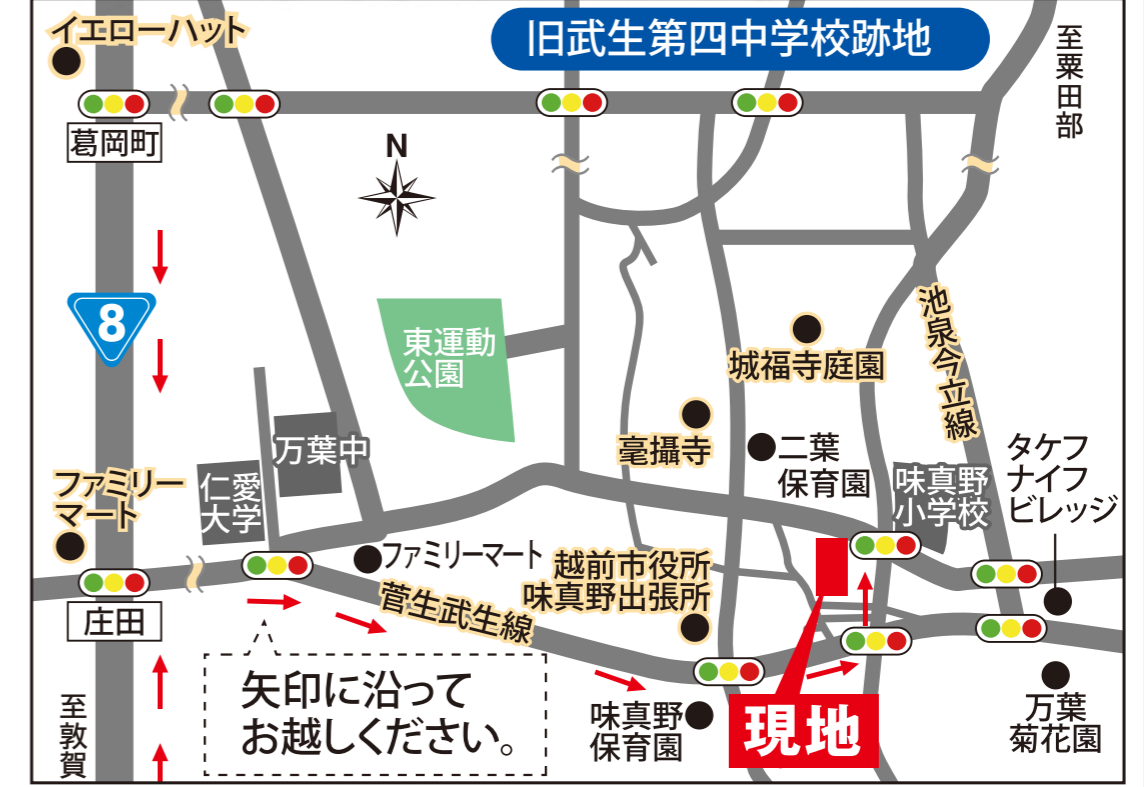 イエローハット
旧武生第四中学校跡地
至粟田部
葛岡町
N
8
東運動
公園
池泉今立線
城福寺庭園
毫攝寺
二葉
保育園
万葉中
仁愛
大学
味真野
小学校
タケフ
ナイフ
ビレッジ
ファミリー
マート
ファミリーマート
越前市役所
味真野出張所
菅生武生線
庄田
矢印に沿って
お越しください。
至敦賀
味真野
保育園
現地
万葉
菊花園